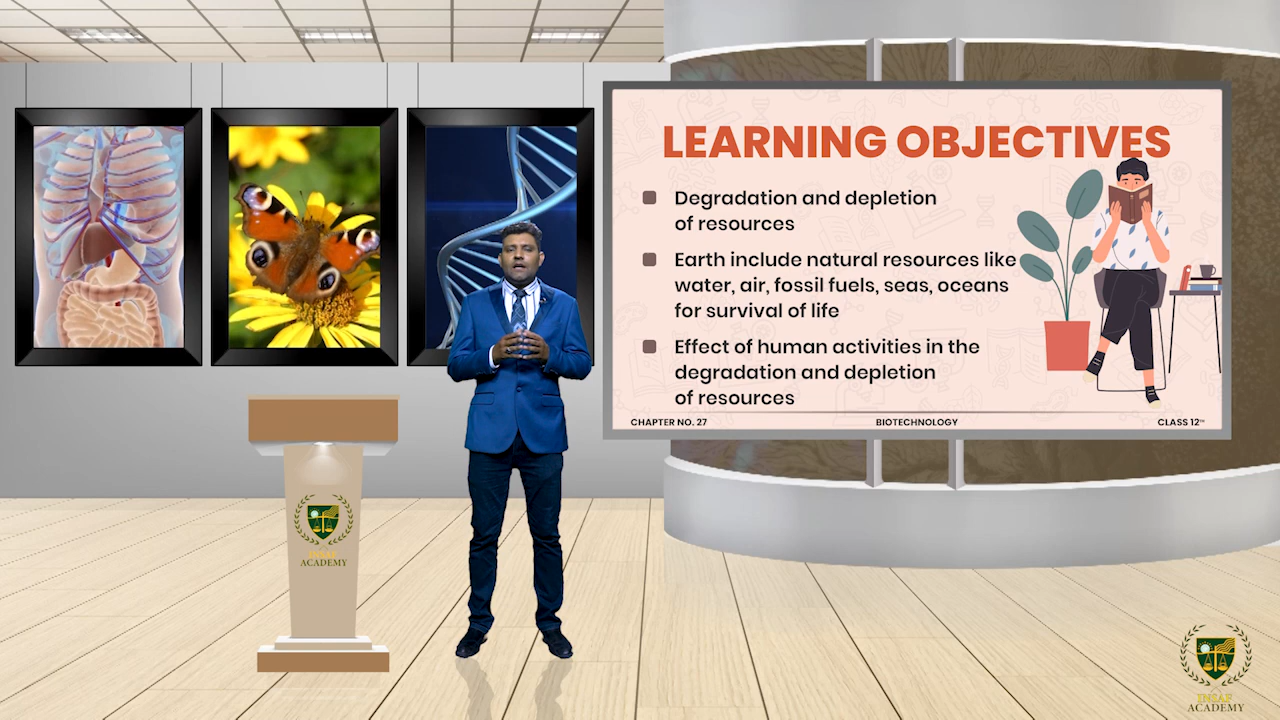 LEARNING OBJECTIVES
Degradation and depletion
of resources
Earth include natural resources like
water, air, fossil fuels, seas, oceans
for survival of life
Effect of human activities in the
degradation and depletion
of resources
CHAPTER NO. 27
BIOTECHNOLOGY
CLASS 12TH
INSAF
ACADEMY
INSAF
ACADEMY